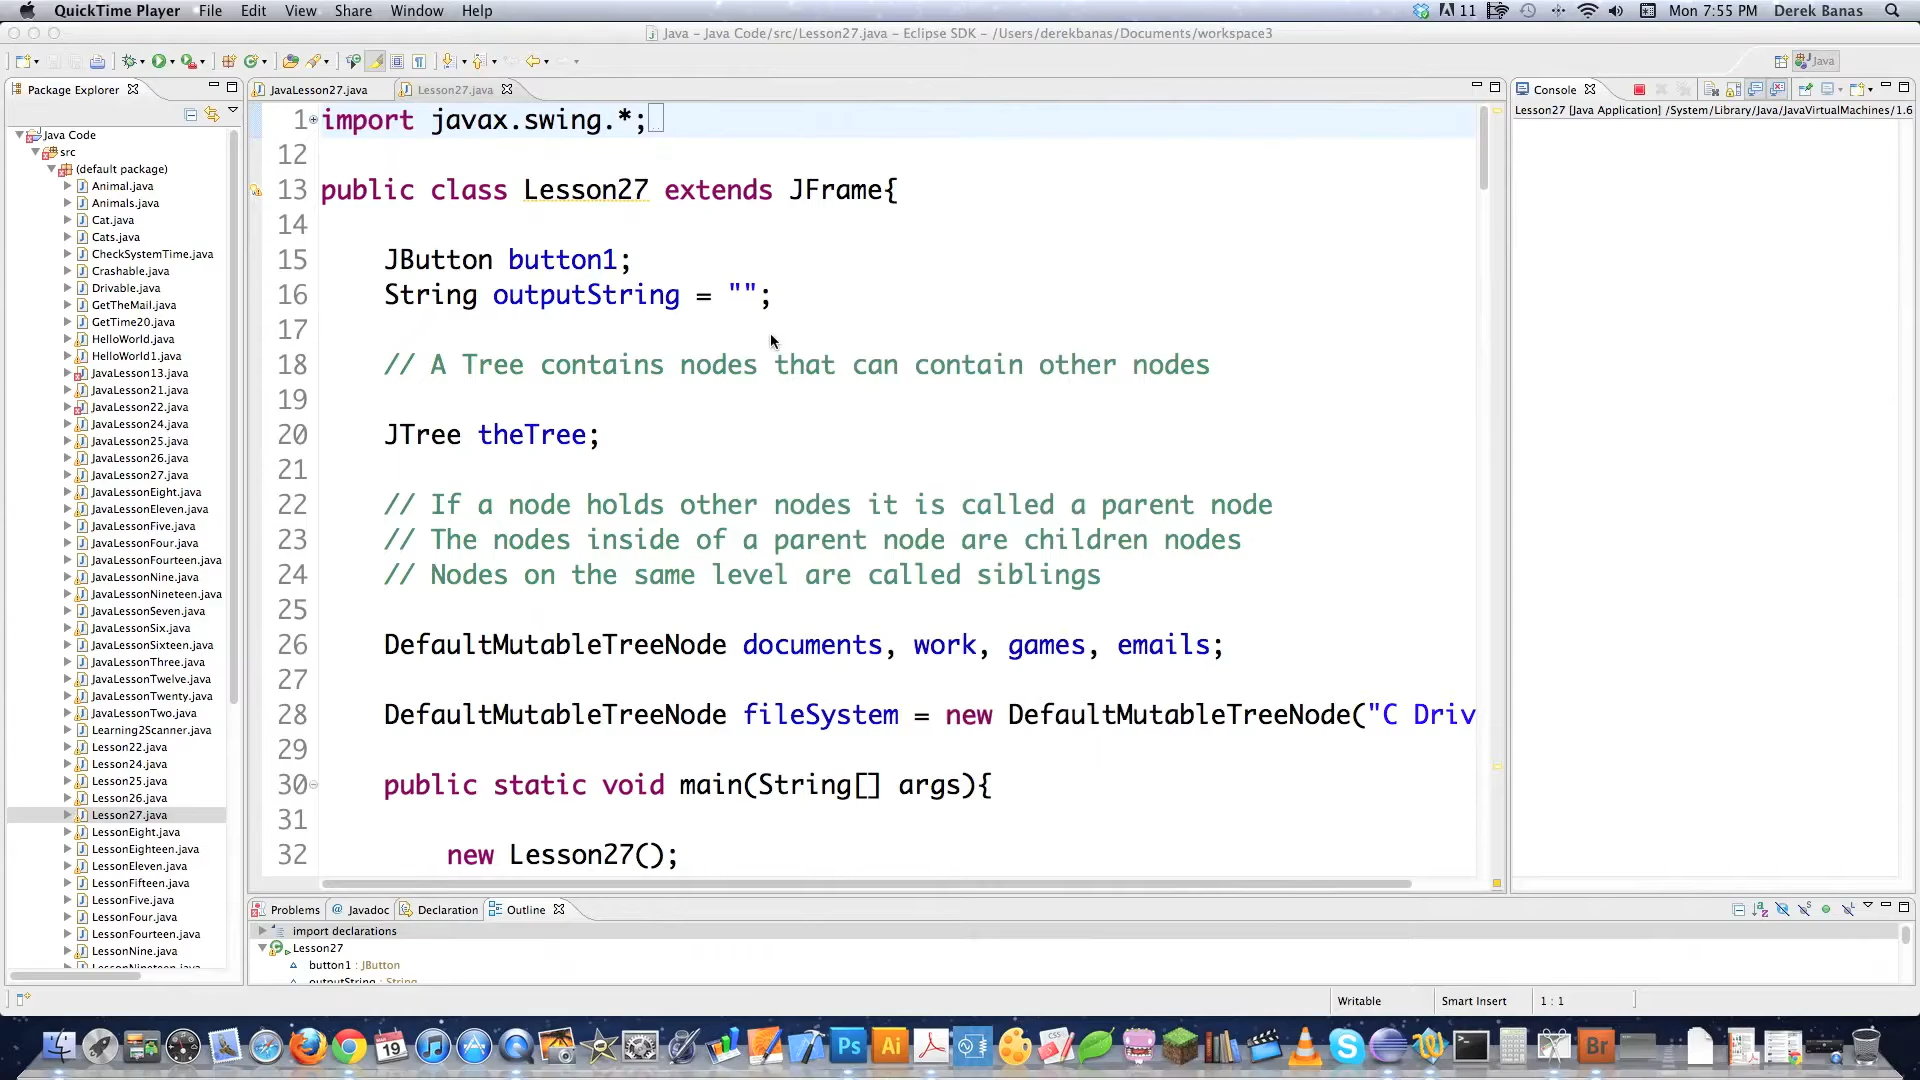 QuickTime Player File Edit View Share Window Help
11 Mon 7:55 PM Derek Banas
Java – Java Code/src/Lesson27.java – Eclipse SDK – /Users/derekbanas/Documents/workspace3
Java
Package Explorer
Java Code
src
(default package)
Animal.java
Animals.java
Cat.java
Cats.java
CheckSystemTime.java
Crashable.java
Drivable.java
GetTheMail.java
GetTime20.java
HelloWorld.java
HelloWorld1.java
JavaLesson13.java
JavaLesson21.java
JavaLesson22.java
JavaLesson24.java
JavaLesson25.java
JavaLesson26.java
JavaLesson27.java
JavaLessonEight.java
JavaLessonEleven.java
JavaLessonFive.java
JavaLessonFour.java
JavaLessonFourteen.java
JavaLessonNine.java
JavaLessonNineteen.java
JavaLessonSeven.java
JavaLessonSix.java
JavaLessonSixteen.java
JavaLessonThree.java
JavaLessonTwelve.java
JavaLessonTwenty.java
JavaLessonTwo.java
Learning2Scanner.java
Lesson22.java
Lesson24.java
Lesson25.java
Lesson26.java
Lesson27.java
LessonEight.java
LessonEighteen.java
LessonEleven.java
LessonFifteen.java
LessonFive.java
LessonFour.java
LessonFourteen.java
LessonNine.java
LessonNineteen.java
JavaLesson27.java Lesson27.java
1 import javax.swing.*;
12
13 public class Lesson27 extends JFrame{
14
15 JButton button1;
16 String outputString = "";
17
18 // A Tree contains nodes that can contain other nodes
19
20 JTree theTree;
21
22 // If a node holds other nodes it is called a parent node
23 // The nodes inside of a parent node are children nodes
24 // Nodes on the same level are called siblings
25
26 DefaultMutableTreeNode documents, work, games, emails;
27
28 DefaultMutableTreeNode fileSystem = new DefaultMutableTreeNode("C Driv
29
30 public static void main(String[] args){
31
32 new Lesson27();
Console
Lesson27 [Java Application] /System/Library/Java/JavaVirtualMachines/1.6
Problems @ Javadoc Declaration Outline
import declarations
Lesson27
button1 : JButton
outputString : String
Writable Smart Insert 1 : 1
19 Ps Ai Br